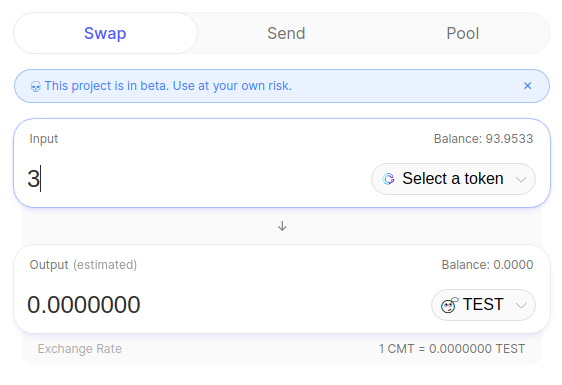 Swap Send Pool
This project is in beta. Use at your own risk. ×
Input Balance: 93.9533
3 Select a token
↓
Output (estimated) Balance: 0.0000
0.0000000 TEST
Exchange Rate 1 CMT = 0.0000000 TEST